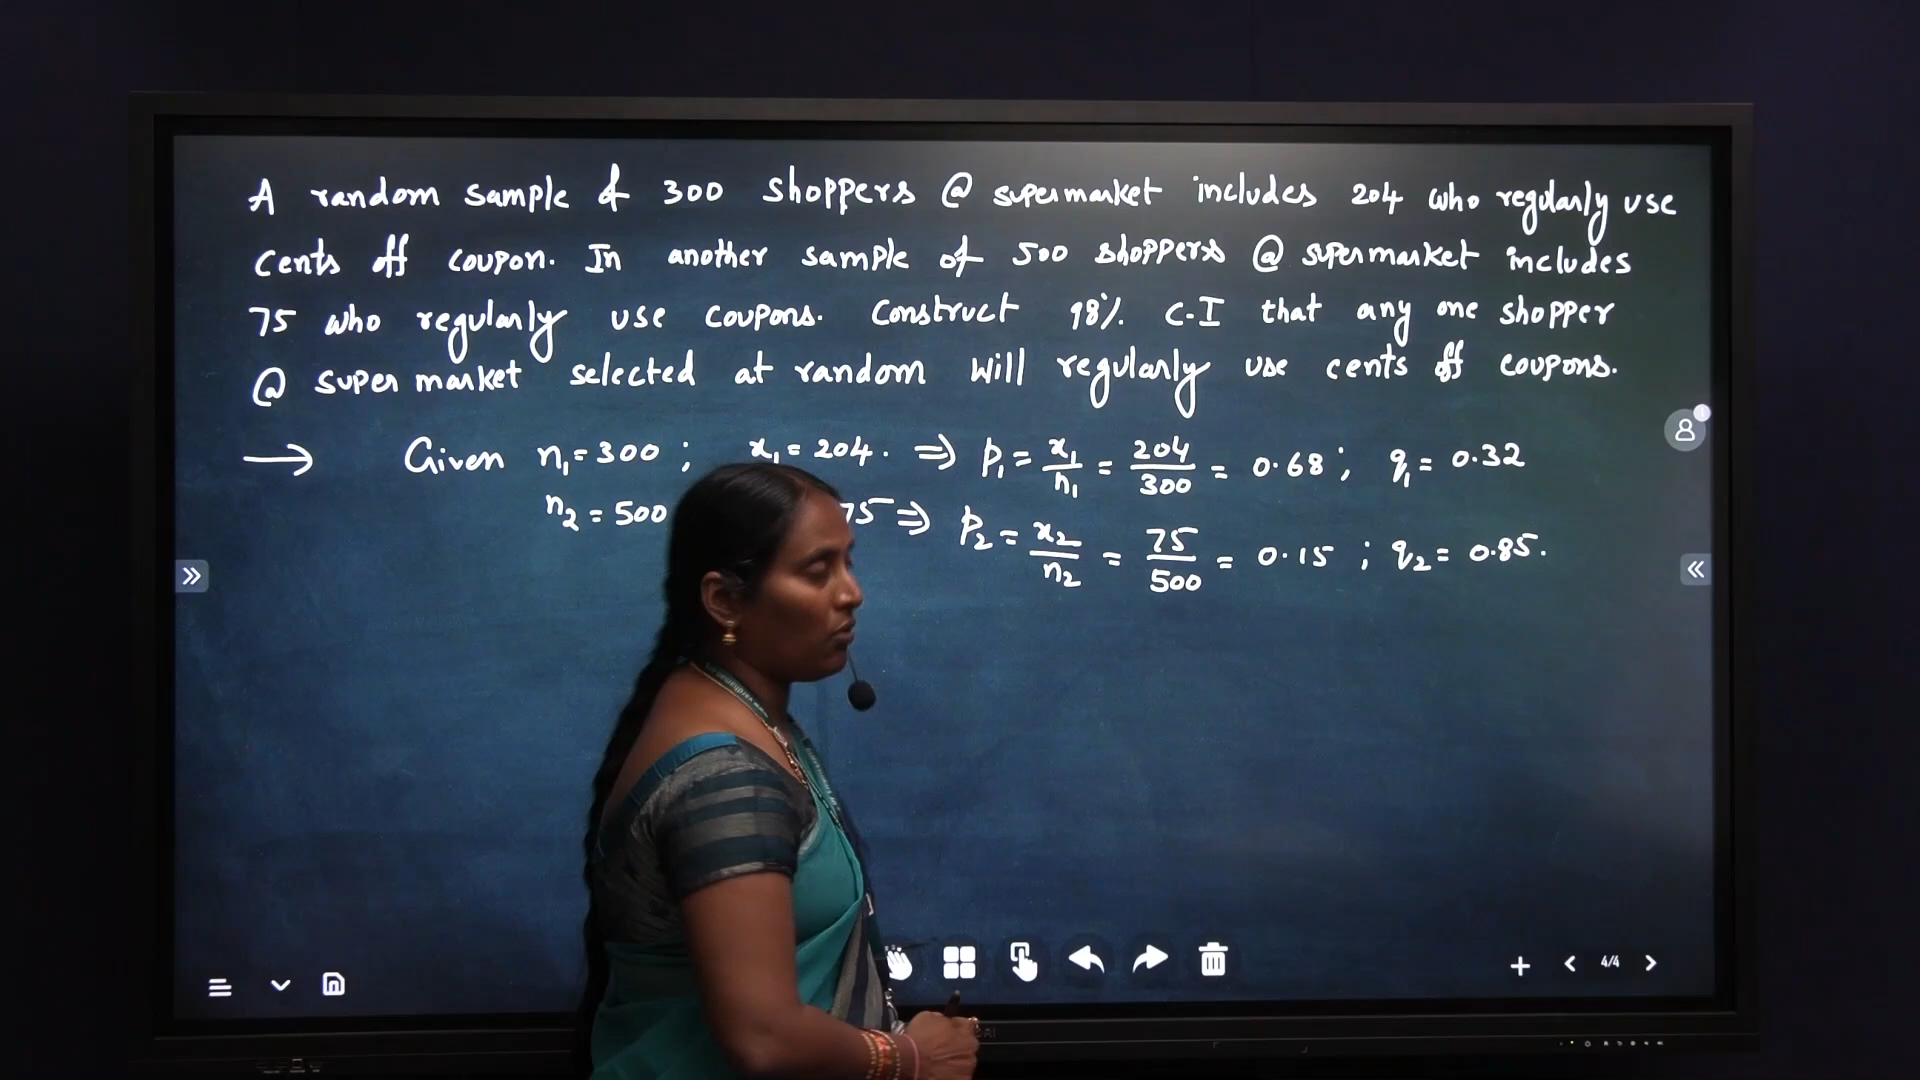 A random sample of 300 shoppers @ supermarket includes 204 who regularly use
cents off coupon. In another sample of 500 shoppers @ supermarket includes
75 who regularly use coupons. Construct 98% C-I that any one shopper
@ super market selected at random will regularly use cents off coupons.
→ Given n₁ = 300 ; x₁ = 204. ⇒ p₁ = x₁/n₁ = 204/300 = 0.68 ; q₁ = 0.32
n₂ = 500 75 ⇒ p₂ = x₂/n₂ = 75/500 = 0.15 ; q₂ = 0.85.
4/4